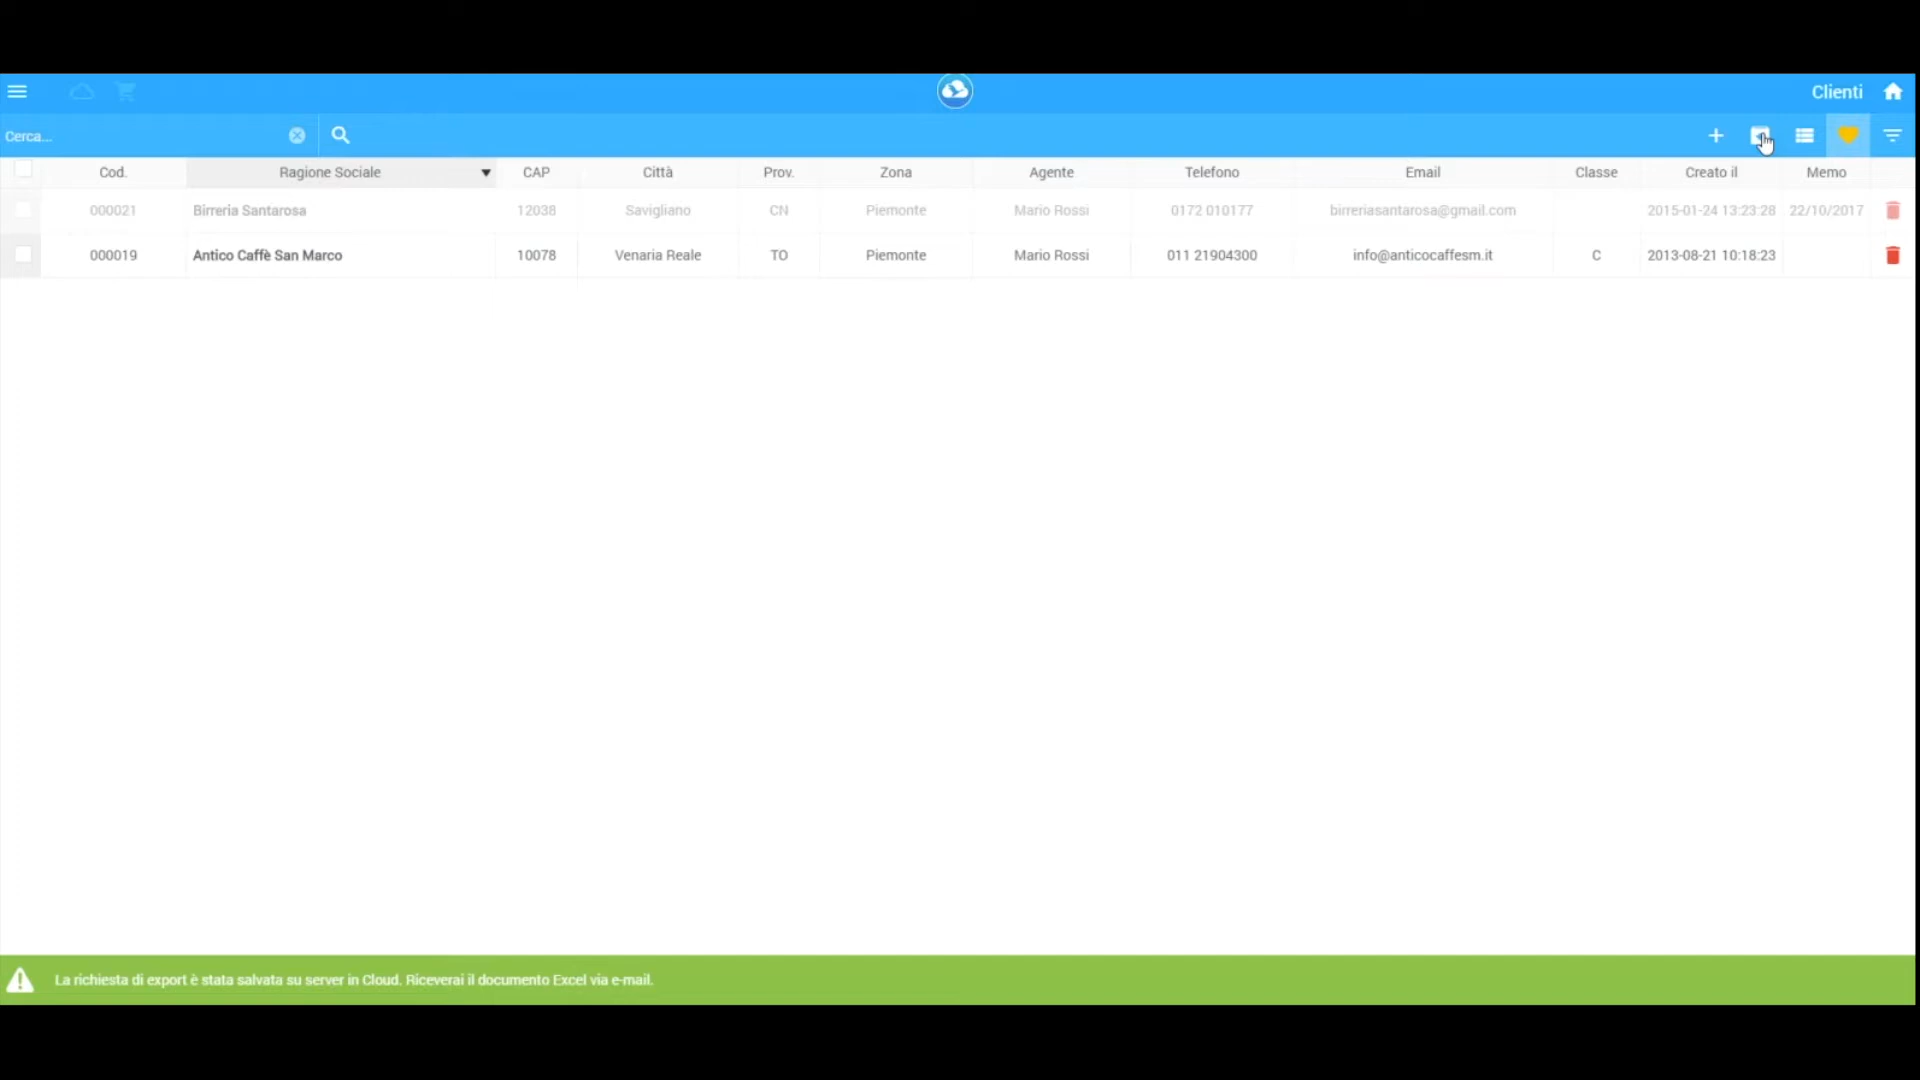 Clienti
Cerca...
Cod. Ragione Sociale CAP Città Prov. Zona Agente Telefono Email Classe Creato il Memo
000021 Birreria Santarosa 12038 Savigliano CN Piemonte Mario Rossi 0172 010177 birreriasantarosa@gmail.com 2015-01-24 13:23:28 22/10/2017
000019 Antico Caffè San Marco 10078 Venaria Reale TO Piemonte Mario Rossi 011 21904300 info@anticocaffesm.it C 2013-08-21 10:18:23
La richiesta di export è stata salvata su server in Cloud. Riceverai il documento Excel via e-mail.